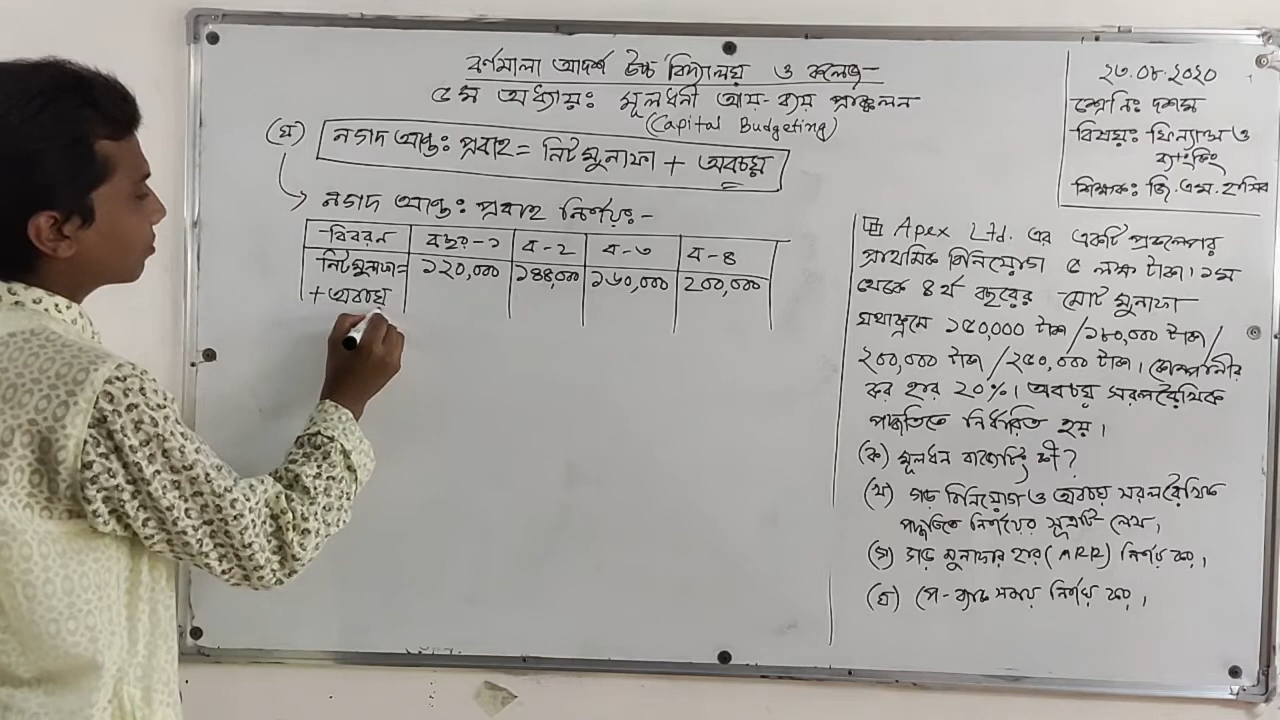 বর্ণমালা আদর্শ উচ্চ বিদ্যালয় ও কলেজ
৫ম অধ্যায়ঃ মূলধনী আয়-ব্যয় প্রাক্কলন
(Capital Budgeting)
২৩.০৮.২০২০
শ্রেণিঃ দশম
বিষয়ঃ ফিন্যান্স ও
ব্যাংকিং
শিক্ষকঃ জি.এম. হাসিব
(ঘ) নগদ আন্তঃ প্রবাহ = নিট মুনাফা + অবচয়
নগদ আন্তঃ প্রবাহ নির্ণয়ঃ-
বিবরন বছর-১ ব-২ ব-৩ ব-৪
নিট মুনাফা= ১২০,০০০ ১৪৪,০০০ ১৬০,০০০ ২০০,০০০
+ অবচয়
Apex Ltd. এর একটি প্রকল্পের
প্রাথমিক বিনিয়োগ ৫ লক্ষ টাকা। ১ম
থেকে ৪র্থ বছরের মোট মুনাফা
যথাক্রমে ১৫০,০০০ টাকা/১৮০,০০০ টাকা/
২০০,০০০ টাকা/২৫০,০০০ টাকা। কোম্পানীর
কর হার ২০%। অবচয় সরলরৈখিক
পদ্ধতিতে নির্ধারিত হয়।
(ক) মূলধন বাজেটিং কী?
(খ) গড় বিনিয়োগ ও অবচয় সরলরৈখিক
পদ্ধতিতে নির্ণয়ের সূত্রটি লেখ।
(গ) গড় মুনাফার হার (ARR) নির্ণয় কর।
(ঘ) পে-ব্যাক সময় নির্ণয় কর।